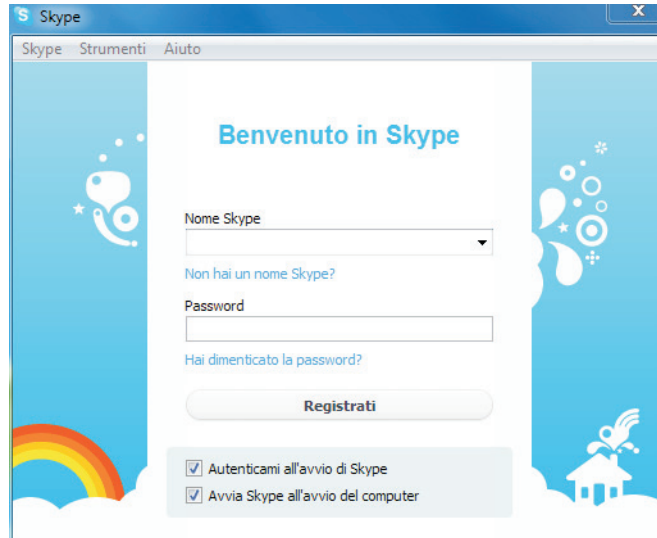 Skype
Skype Strumenti Aiuto
Benvenuto in Skype
Nome Skype
Non hai un nome Skype?
Password
Hai dimenticato la password?
Registrati
Autenticami all'avvio di Skype
Avvia Skype all'avvio del computer